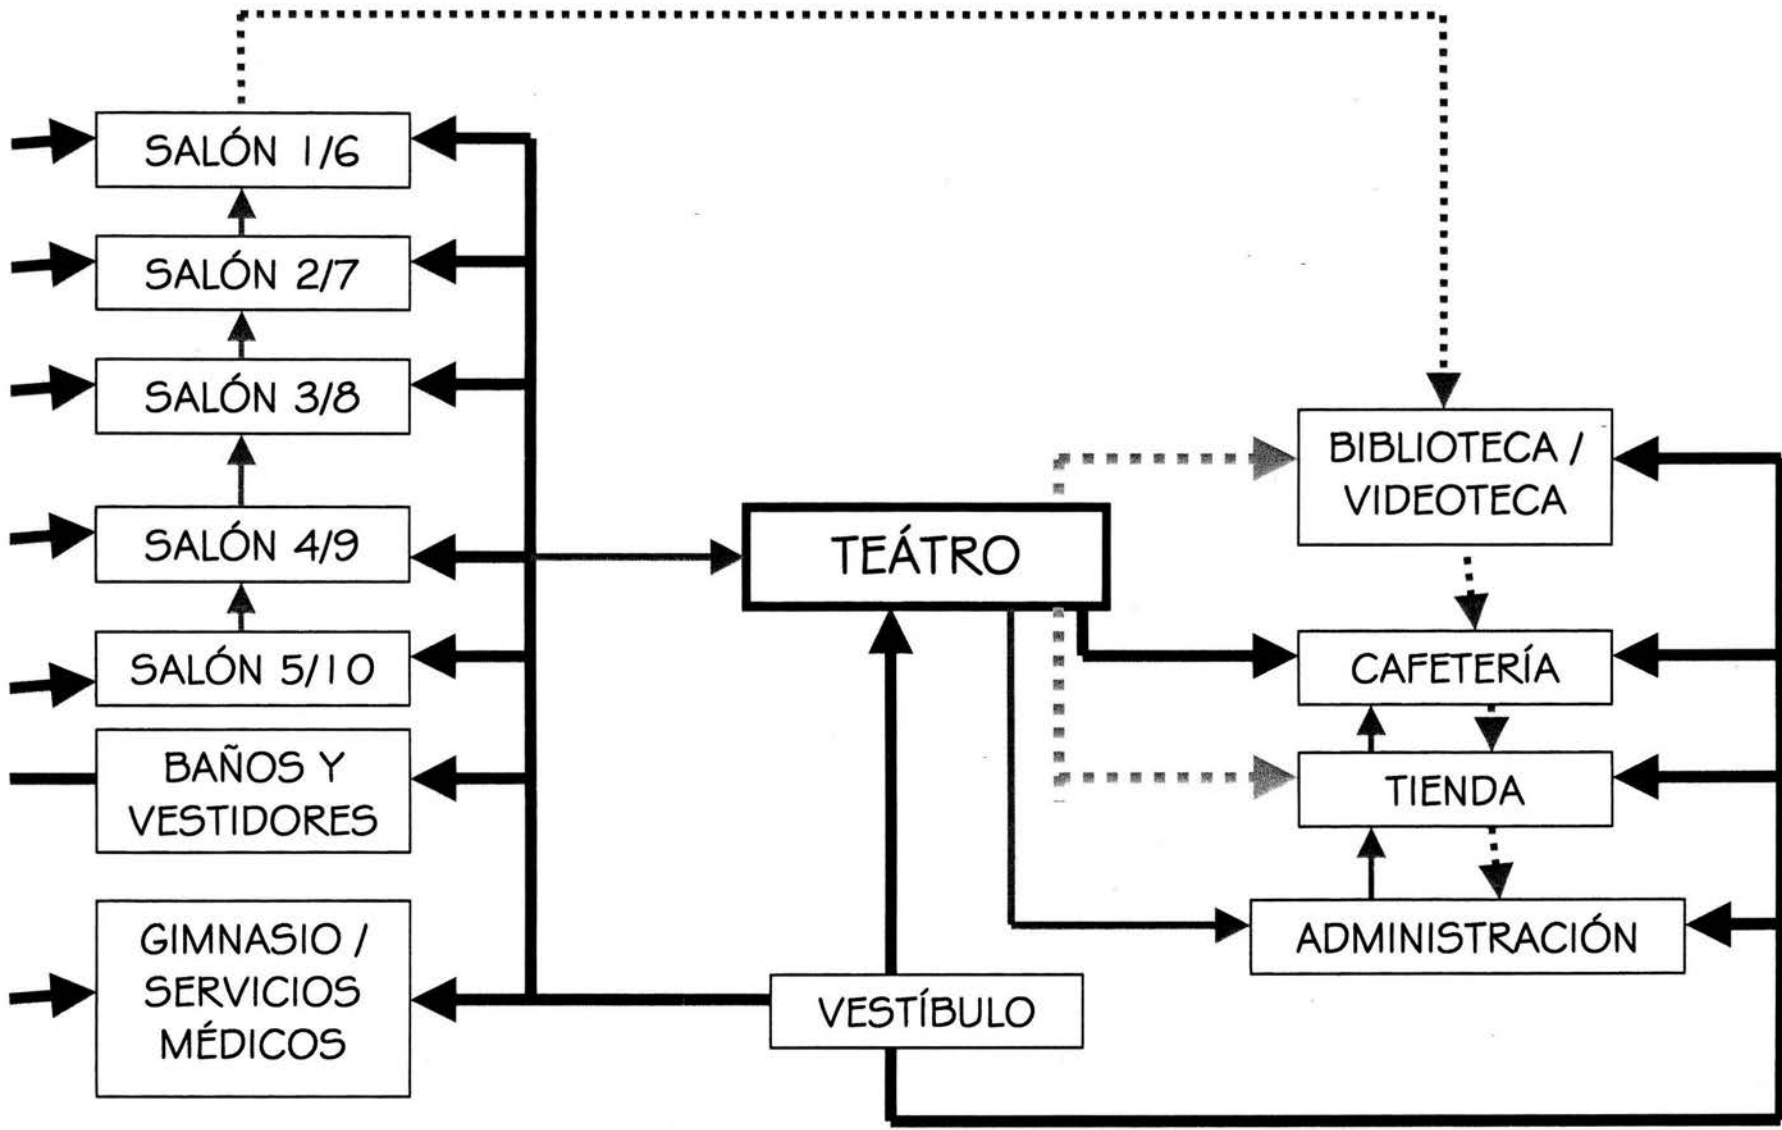 SALÓN 1/6
SALÓN 2/7
SALÓN 3/8
SALÓN 4/9
SALÓN 5/10
BAÑOS Y
VESTIDORES
GIMNASIO /
SERVICIOS
MÉDICOS
TEÁTRO
VESTÍBULO
BIBLIOTECA /
VIDEOTECA
CAFETERÍA
TIENDA
ADMINISTRACIÓN